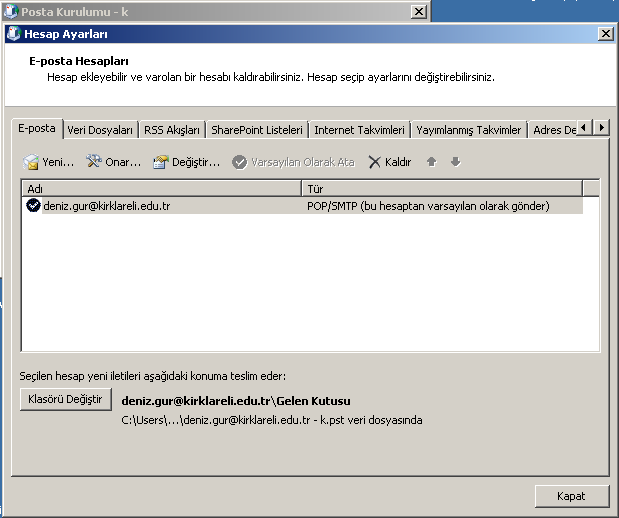 Posta Kurulumu - k
Hesap Ayarları
E-posta Hesapları
Hesap ekleyebilir ve varolan bir hesabı kaldırabilirsiniz. Hesap seçip ayarlarını değiştirebilirsiniz.
E-posta Veri Dosyaları RSS Akışları SharePoint Listeleri Internet Takvimleri Yayımlanmış Takvimler Adres De
Yeni... Onar... Değiştir... Varsayılan Olarak Ata Kaldır
Adı Tür
deniz.gur@kirklareli.edu.tr POP/SMTP (bu hesaptan varsayılan olarak gönder)
Seçilen hesap yeni iletileri aşağıdaki konuma teslim eder:
Klasörü Değiştir deniz.gur@kirklareli.edu.tr\Gelen Kutusu
C:\Users\...\deniz.gur@kirklareli.edu.tr - k.pst veri dosyasında
Kapat